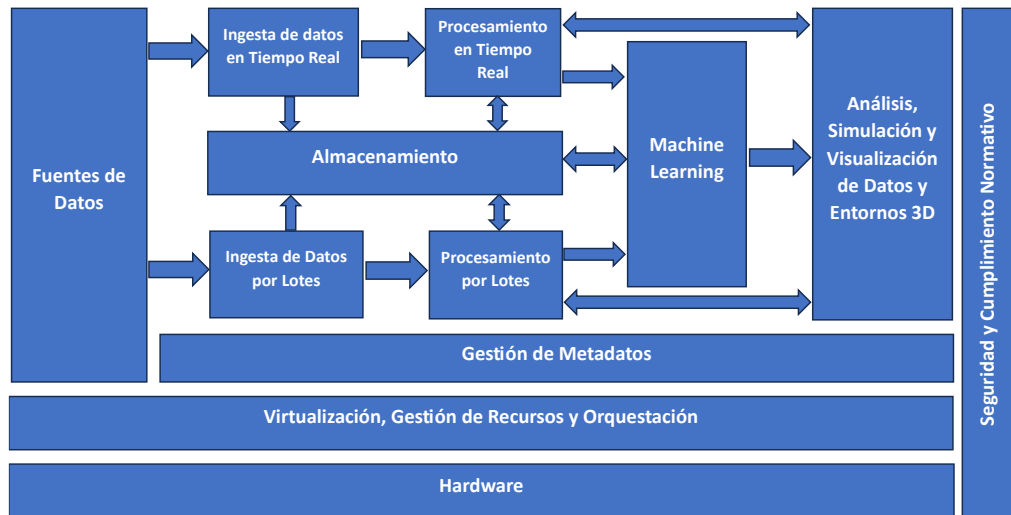 Fuentes de
Datos
Ingesta de datos
en Tiempo Real
Procesamiento
en Tiempo
Real
Almacenamiento
Ingesta de Datos
por Lotes
Procesamiento
por Lotes
Machine
Learning
Análisis,
Simulación y
Visualización
de Datos y
Entornos 3D
Gestión de Metadatos
Virtualización, Gestión de Recursos y Orquestación
Hardware
Seguridad y Cumplimiento Normativo